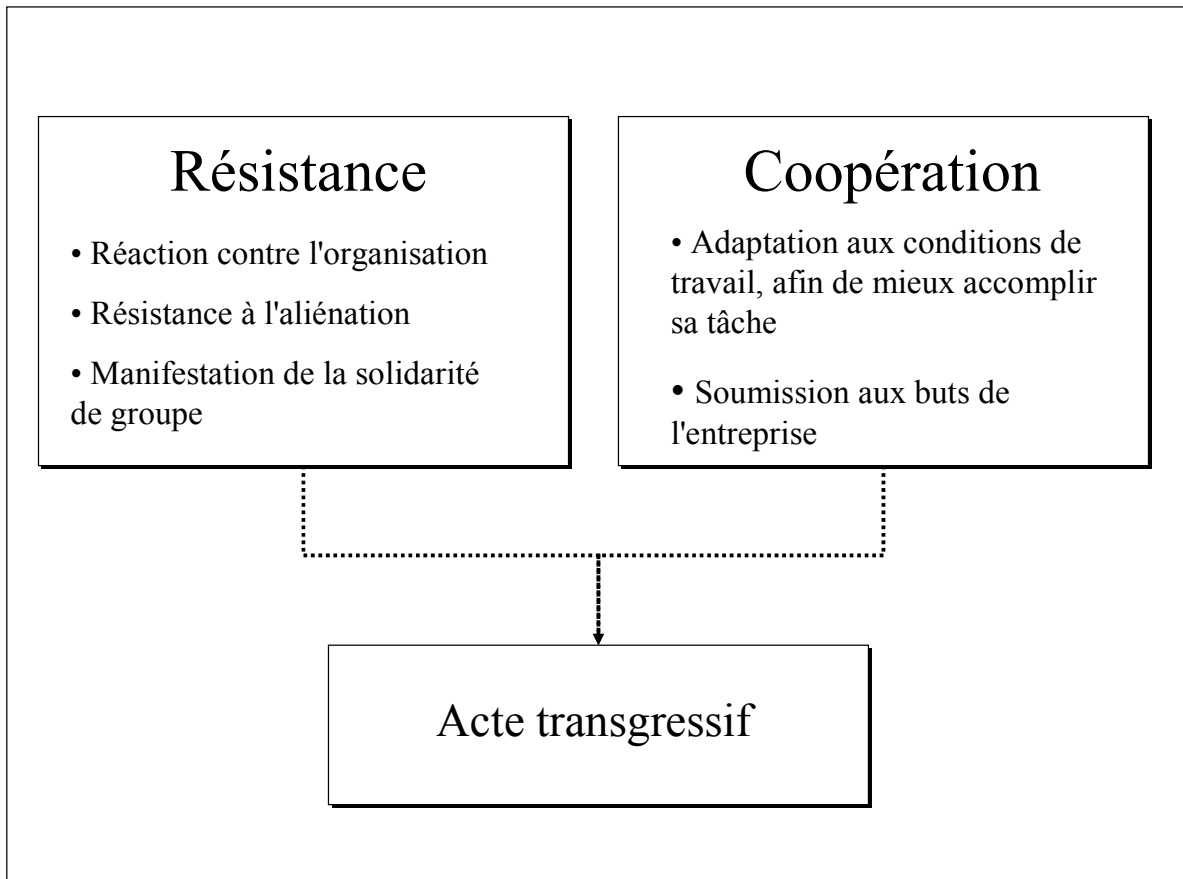 Résistance
• Réaction contre l'organisation
• Résistance à l'aliénation
• Manifestation de la solidarité
de groupe
Coopération
• Adaptation aux conditions de
travail, afin de mieux accomplir
sa tâche
• Soumission aux buts de
l'entreprise
Acte transgressif